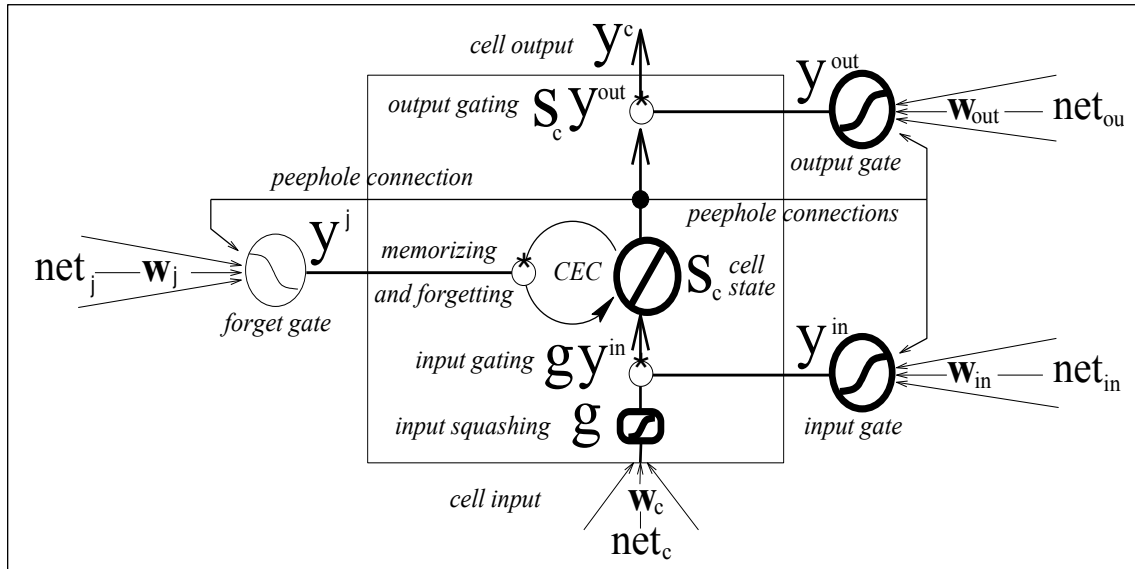 cell output y^c
y^out
output gating S_c y^out
w_out net_ou
output gate
peephole connection
peephole connections
y^j
memorizing
CEC
S_c cell
state
net_j w_j
and forgetting
forget gate
y^in
input gating g y^in
w_in net_in
input squashing g
input gate
cell input
w_c
net_c